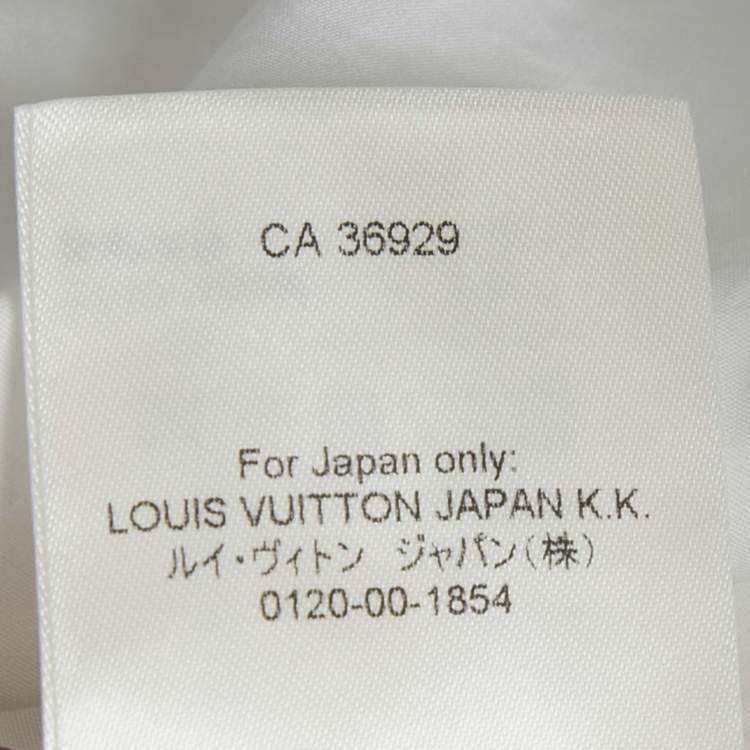 CA 36929
For Japan only:
LOUIS VUITTON JAPAN K.K.
ルイ・ヴィトン ジャパン(株)
0120-00-1854